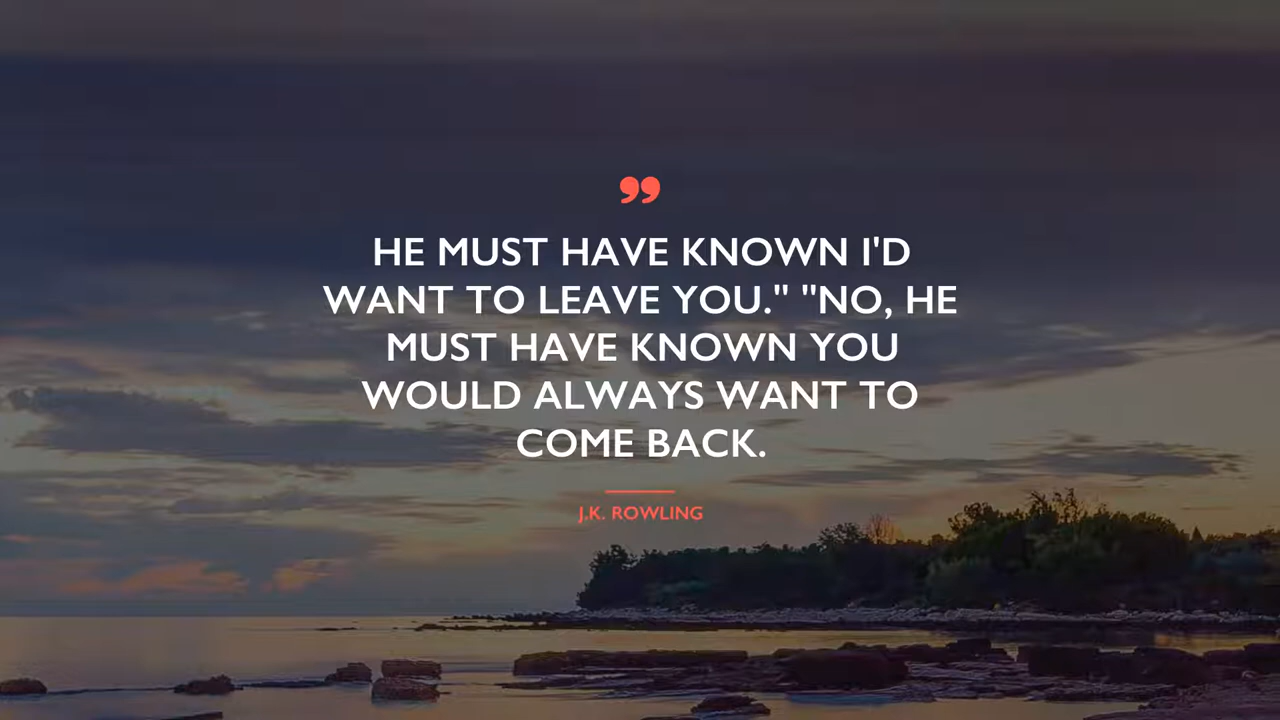 ”
HE MUST HAVE KNOWN I'D
WANT TO LEAVE YOU." "NO, HE
MUST HAVE KNOWN YOU
WOULD ALWAYS WANT TO
COME BACK.
J.K. ROWLING